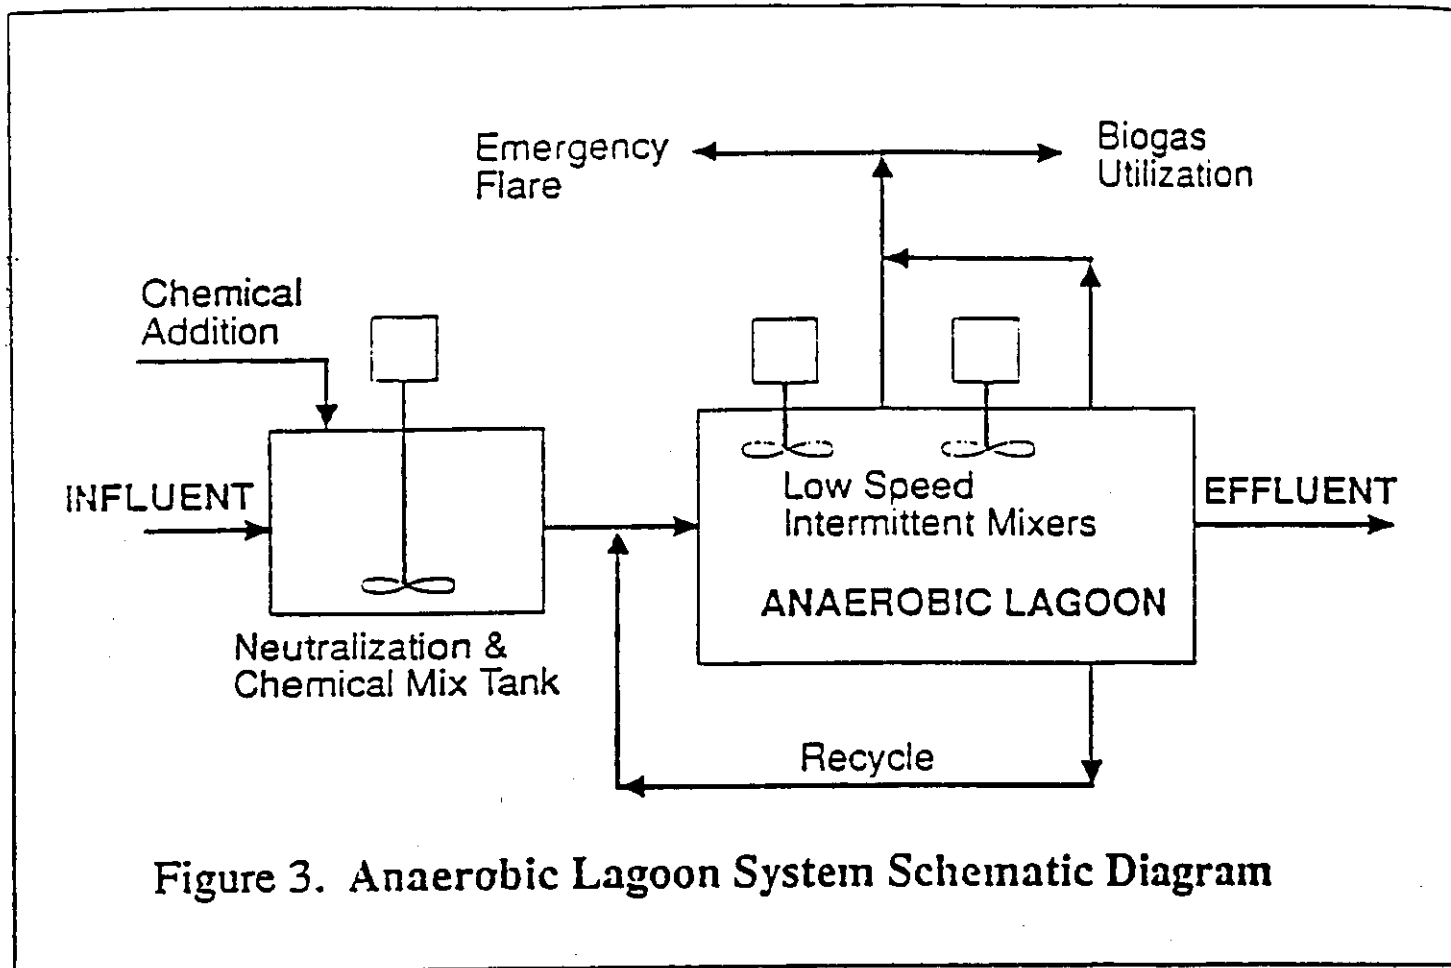 Emergency
Flare
Biogas
Utilization
Chemical
Addition
INFLUENT
Neutralization &
Chemical Mix Tank
Low Speed
Intermittent Mixers
ANAEROBIC LAGOON
EFFLUENT
Recycle
Figure 3. Anaerobic Lagoon System Schematic Diagram